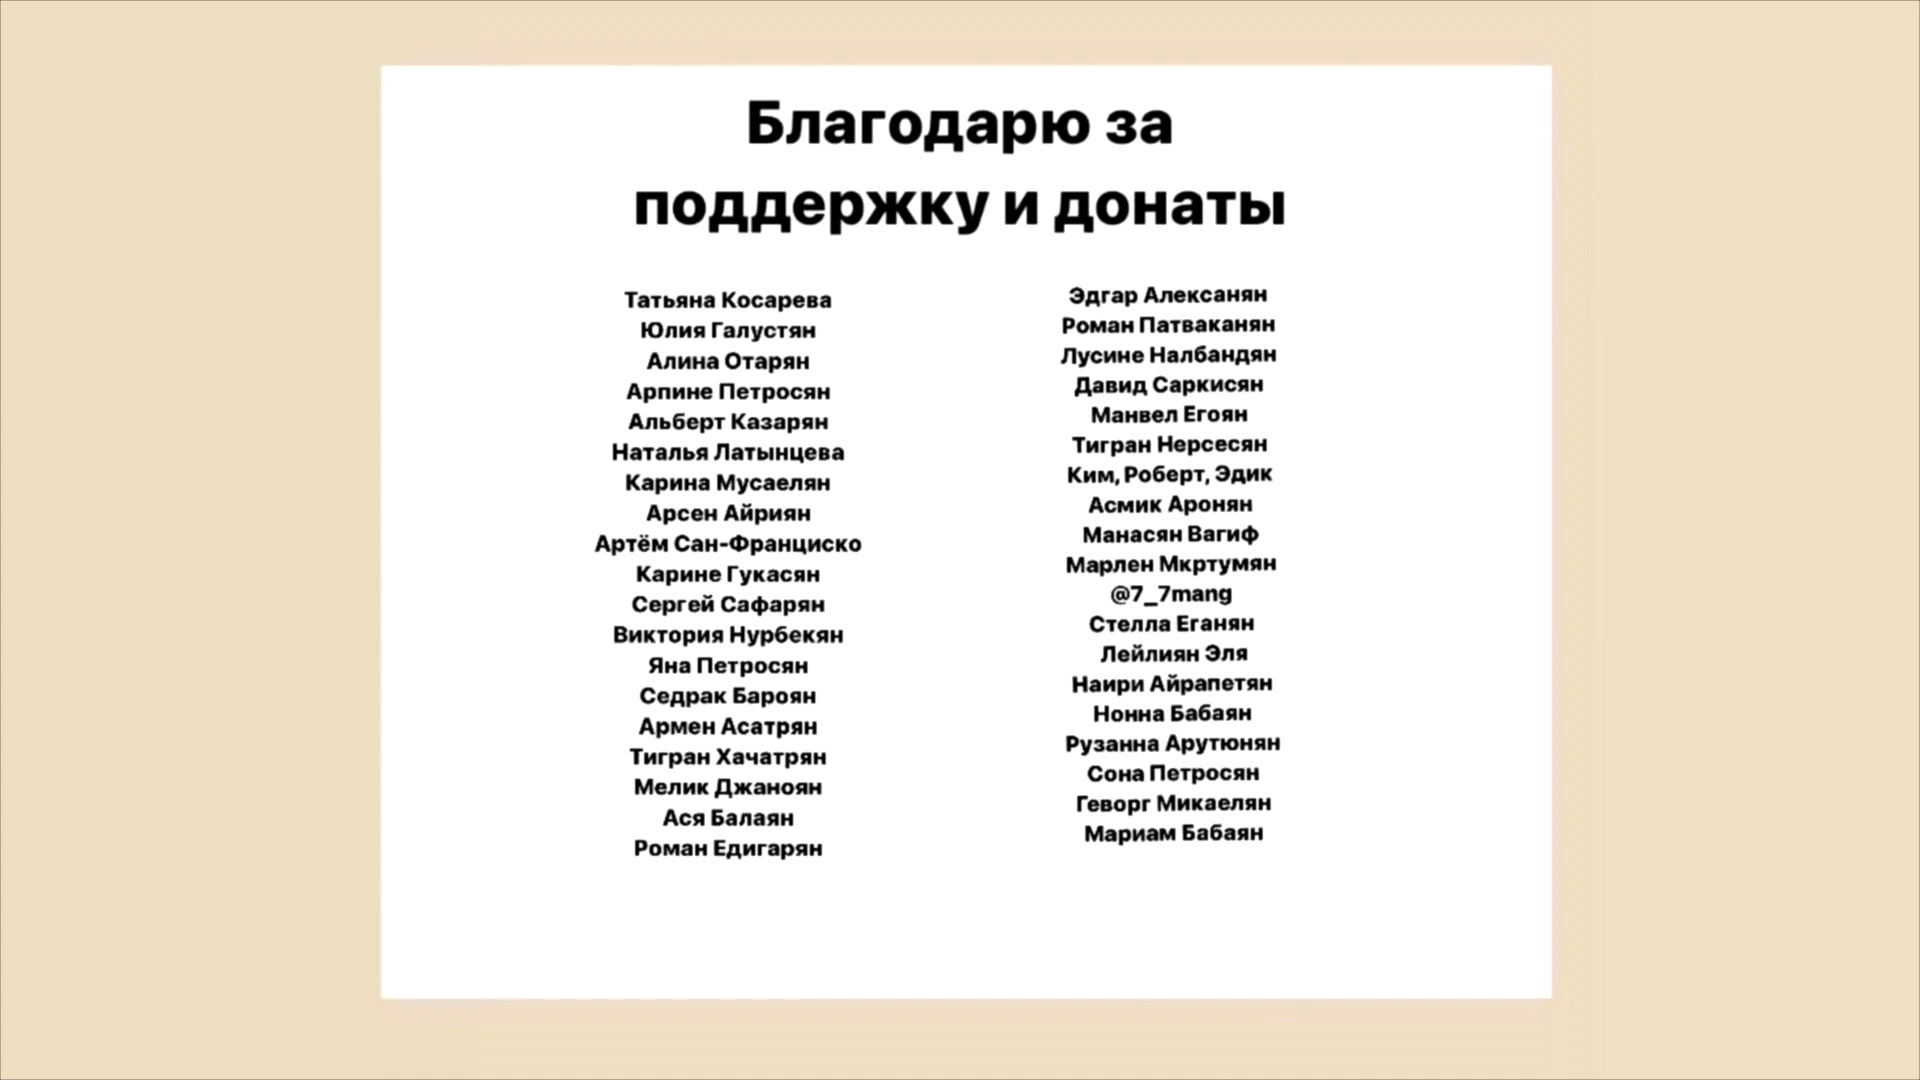 Благодарю за
поддержку и донаты
Татьяна Косарева
Юлия Галустян
Алина Отарян
Арпине Петросян
Альберт Казарян
Наталья Латынцева
Карина Мусаелян
Арсен Айриян
Артём Сан-Франциско
Карине Гукасян
Сергей Сафарян
Виктория Нурбекян
Яна Петросян
Седрак Бароян
Армен Асатрян
Тигран Хачатрян
Мелик Джаноян
Ася Балаян
Роман Едигарян
Эдгар Алексанян
Роман Патваканян
Лусине Налбандян
Давид Саркисян
Манвел Егоян
Тигран Нерсесян
Ким, Роберт, Эдик
Асмик Аронян
Манасян Вагиф
Марлен Мкртумян
@7_7mang
Стелла Еганян
Лейлиян Эля
Наири Айрапетян
Нонна Бабаян
Рузанна Арутюнян
Сона Петросян
Геворг Микаелян
Мариам Бабаян